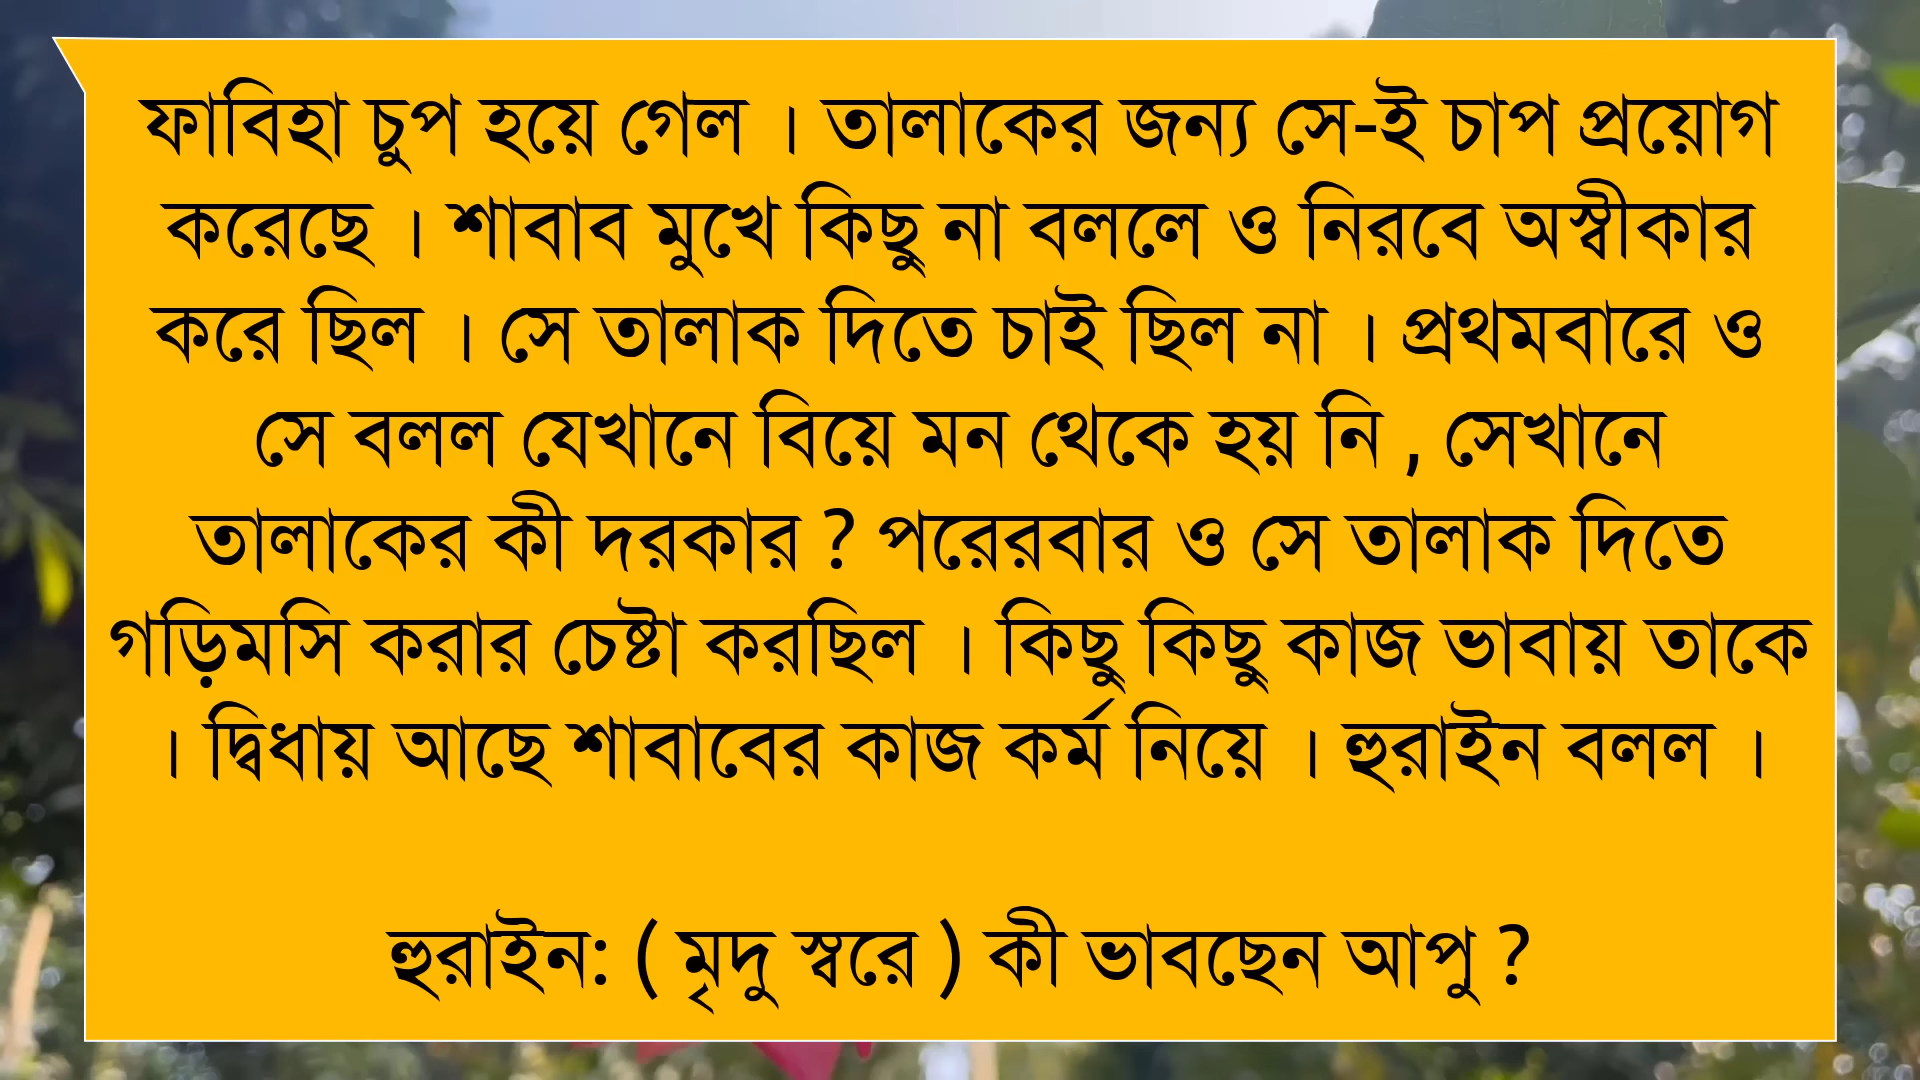 ফাবিহা চুপ হয়ে গেল । তালাকের জন্য সে-ই চাপ প্রয়োগ
করেছে । শাবাব মুখে কিছু না বললে ও নিরবে অস্বীকার
করে ছিল । সে তালাক দিতে চাই ছিল না । প্রথমবারে ও
সে বলল যেখানে বিয়ে মন থেকে হয় নি , সেখানে
তালাকের কী দরকার ? পরেরবার ও সে তালাক দিতে
গড়িমসি করার চেষ্টা করছিল । কিছু কিছু কাজ ভাবায় তাকে
। দ্বিধায় আছে শাবাবের কাজ কর্ম নিয়ে । হুরাইন বলল ।
হুরাইন: ( মৃদু স্বরে ) কী ভাবছেন আপু ?